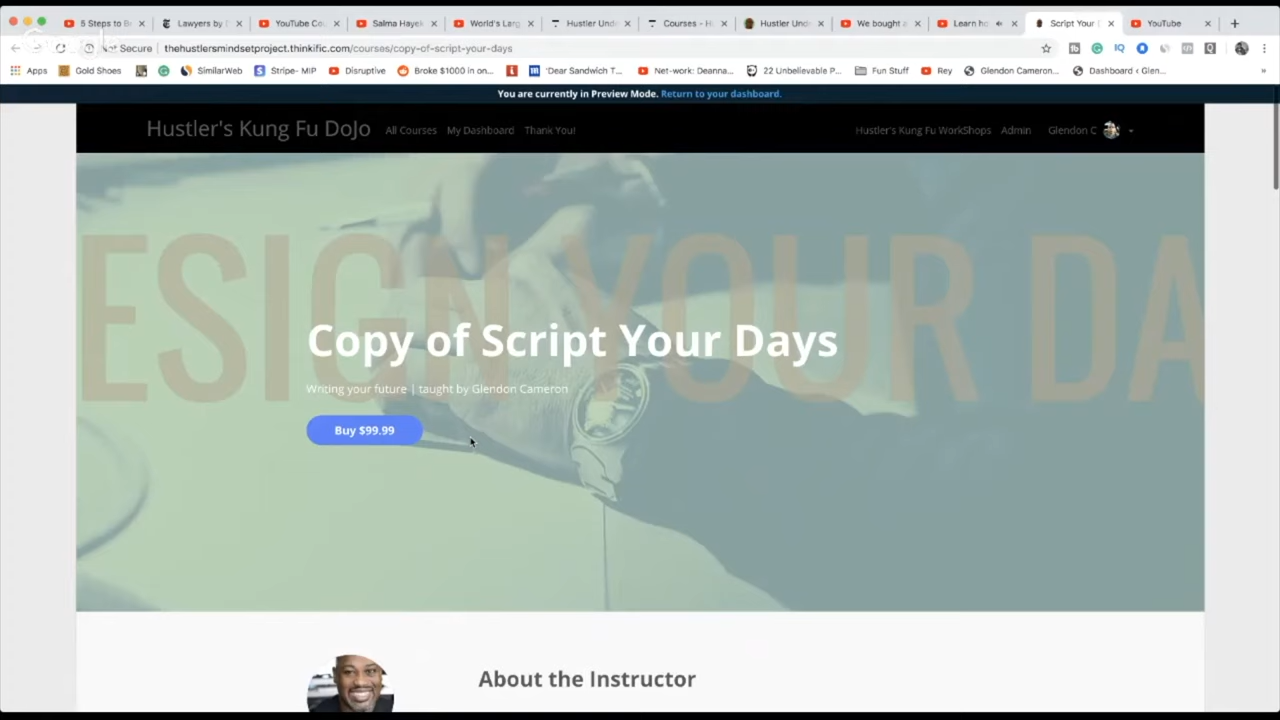 5 Steps to B
Lawyers by
YouTube Co
Salma Hayek
World's Larg
Hustler Und
Courses - H
Hustler Und
We bought a
Learn ho
Script Your
YouTube
Not Secure
thehustlersmindsetproject.thinkific.com/courses/copy-of-script-your-days
Apps
Gold Shoes
SimilarWeb
Stripe- MIP
Disruptive
Broke $1000 in on...
'Dear Sandwich T...
Net-work: Deanna...
22 Unbelievable P...
Fun Stuff
Rey
Glendon Cameron...
Dashboard ‹ Glen...
You are currently in Preview Mode. Return to your dashboard.
Hustler's Kung Fu DoJo
All Courses
My Dashboard
Thank You!
Hustler's Kung Fu WorkShops
Admin
Glendon C
ESIGN YOUR DA
Copy of Script Your Days
Writing your future | taught by Glendon Cameron
Buy $99.99
About the Instructor